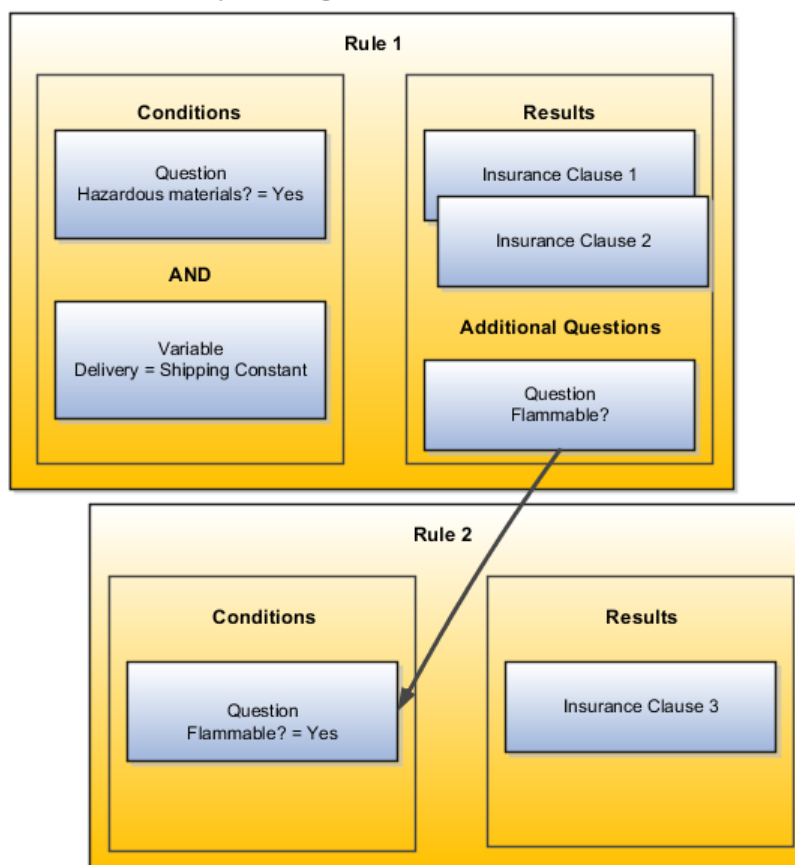 Rule 1
Conditions
Question
Hazardous materials? = Yes
AND
Variable
Delivery = Shipping Constant
Results
Insurance Clause 1
Insurance Clause 2
Additional Questions
Question
Flammable?
Rule 2
Conditions
Question
Flammable? = Yes
Results
Insurance Clause 3